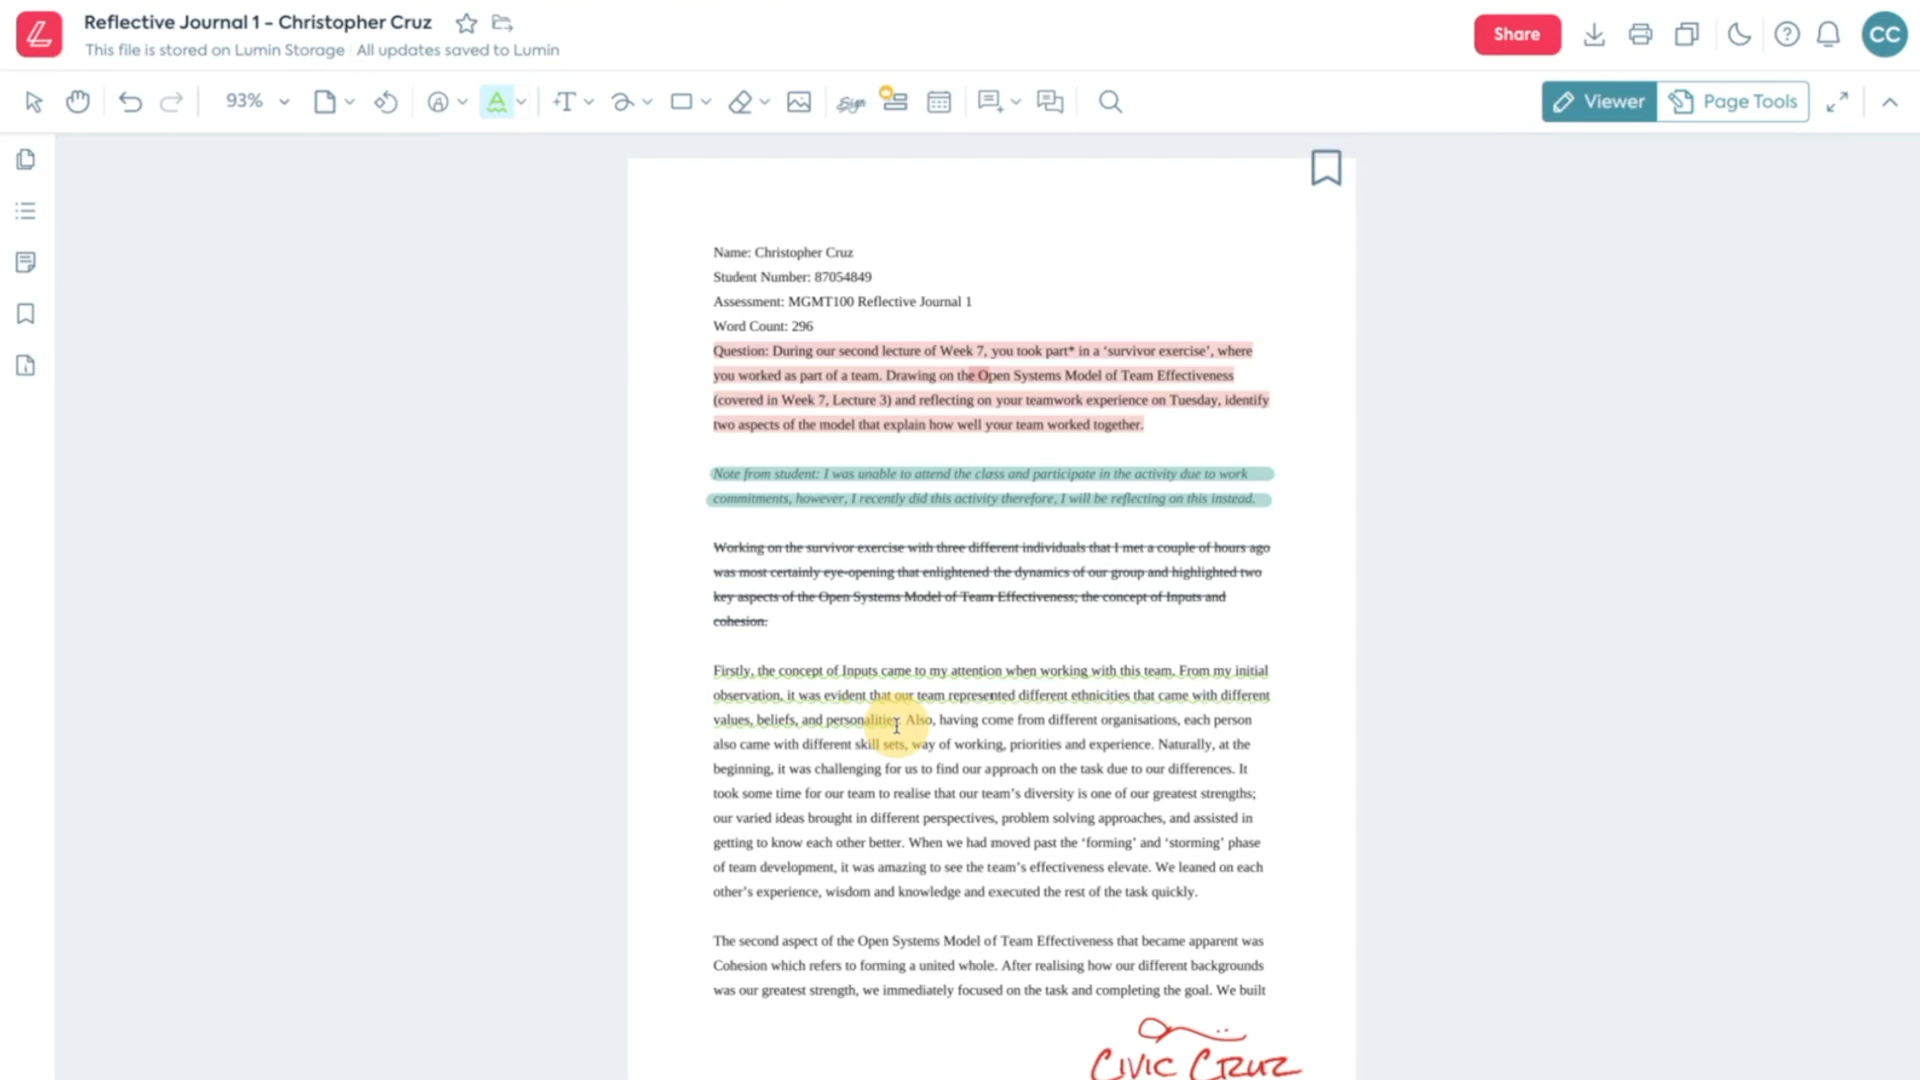 Reflective Journal 1 - Christopher Cruz
This file is stored on Lumin Storage All updates saved to Lumin
Share
CC
93%
Sign
Viewer
Page Tools
Name: Christopher Cruz
Student Number: 87054849
Assessment: MGMT100 Reflective Journal 1
Word Count: 296
Question: During our second lecture of Week 7, you took part* in a ‘survivor exercise’, where
you worked as part of a team. Drawing on the Open Systems Model of Team Effectiveness
(covered in Week 7, Lecture 3) and reflecting on your teamwork experience on Tuesday, identify
two aspects of the model that explain how well your team worked together.
Note from student: I was unable to attend the class and participate in the activity due to work
commitments, however, I recently did this activity therefore, I will be reflecting on this instead.
Working on the survivor exercise with three different individuals that I met a couple of hours ago
was most certainly eye-opening that enlightened the dynamics of our group and highlighted two
key aspects of the Open Systems Model of Team Effectiveness; the concept of Inputs and
cohesion.
Firstly, the concept of Inputs came to my attention when working with this team. From my initial
observation, it was evident that our team represented different ethnicities that came with different
values, beliefs, and personalities. Also, having come from different organisations, each person
also came with different skill sets, way of working, priorities and experience. Naturally, at the
beginning, it was challenging for us to find our approach on the task due to our differences. It
took some time for our team to realise that our team’s diversity is one of our greatest strengths;
our varied ideas brought in different perspectives, problem solving approaches, and assisted in
getting to know each other better. When we had moved past the ‘forming’ and ‘storming’ phase
of team development, it was amazing to see the team’s effectiveness elevate. We leaned on each
other’s experience, wisdom and knowledge and executed the rest of the task quickly.
The second aspect of the Open Systems Model of Team Effectiveness that became apparent was
Cohesion which refers to forming a united whole. After realising how our different backgrounds
was our greatest strength, we immediately focused on the task and completing the goal. We built
CIVIC CRUZ